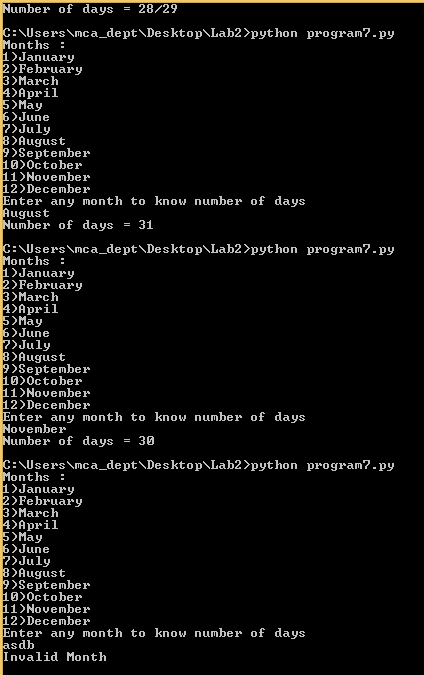 Number of days = 28/29
C:\Users\mca_dept\Desktop\Lab2>python program7.py
Months :
1)January
2)February
3)March
4)April
5)May
6)June
7)July
8)August
9)September
10)October
11)November
12)December
Enter any month to know number of days
August
Number of days = 31
C:\Users\mca_dept\Desktop\Lab2>python program7.py
Months :
1)January
2)February
3)March
4)April
5)May
6)June
7)July
8)August
9)September
10)October
11)November
12)December
Enter any month to know number of days
November
Number of days = 30
C:\Users\mca_dept\Desktop\Lab2>python program7.py
Months :
1)January
2)February
3)March
4)April
5)May
6)June
7)July
8)August
9)September
10)October
11)November
12)December
Enter any month to know number of days
asdb
Invalid Month